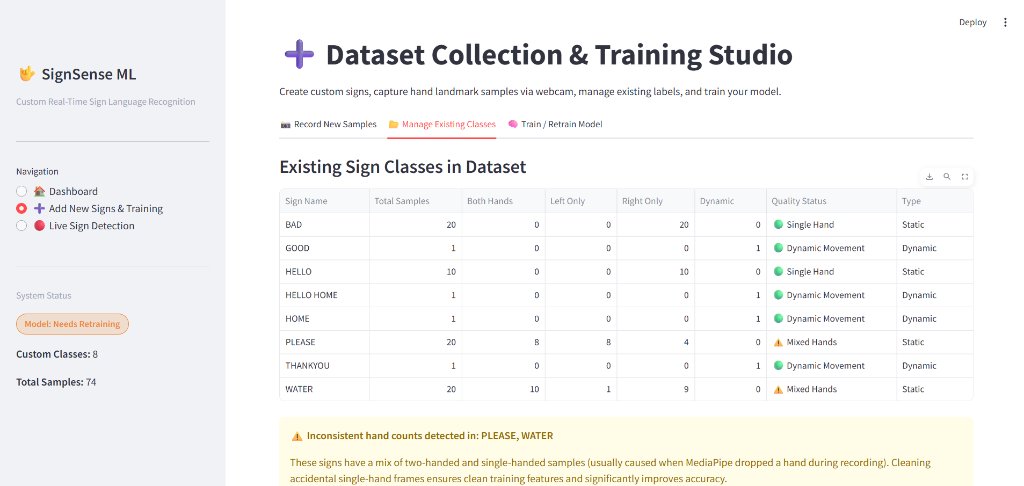 Deploy
🤟 SignSense ML
Custom Real-Time Sign Language Recognition
Navigation
🏠 Dashboard
➕ Add New Signs & Training
🔴 Live Sign Detection
System Status
Model: Needs Retraining
Custom Classes: 8
Total Samples: 74
➕ Dataset Collection & Training Studio
Create custom signs, capture hand landmark samples via webcam, manage existing labels, and train your model.
📷 Record New Samples 📁 Manage Existing Classes 🧠 Train / Retrain Model
Existing Sign Classes in Dataset
Sign Name Total Samples Both Hands Left Only Right Only Dynamic Quality Status Type
BAD 20 0 0 20 0 🟢 Single Hand Static
GOOD 1 0 0 0 1 🟢 Dynamic Movement Dynamic
HELLO 10 0 0 10 0 🟢 Single Hand Static
HELLO HOME 1 0 0 0 1 🟢 Dynamic Movement Dynamic
HOME 1 0 0 0 1 🟢 Dynamic Movement Dynamic
PLEASE 20 8 8 4 0 ⚠️ Mixed Hands Static
THANKYOU 1 0 0 0 1 🟢 Dynamic Movement Dynamic
WATER 20 10 1 9 0 ⚠️ Mixed Hands Static
⚠️ Inconsistent hand counts detected in: PLEASE, WATER
These signs have a mix of two-handed and single-handed samples (usually caused when MediaPipe dropped a hand during recording). Cleaning
accidental single-hand frames ensures clean training features and significantly improves accuracy.